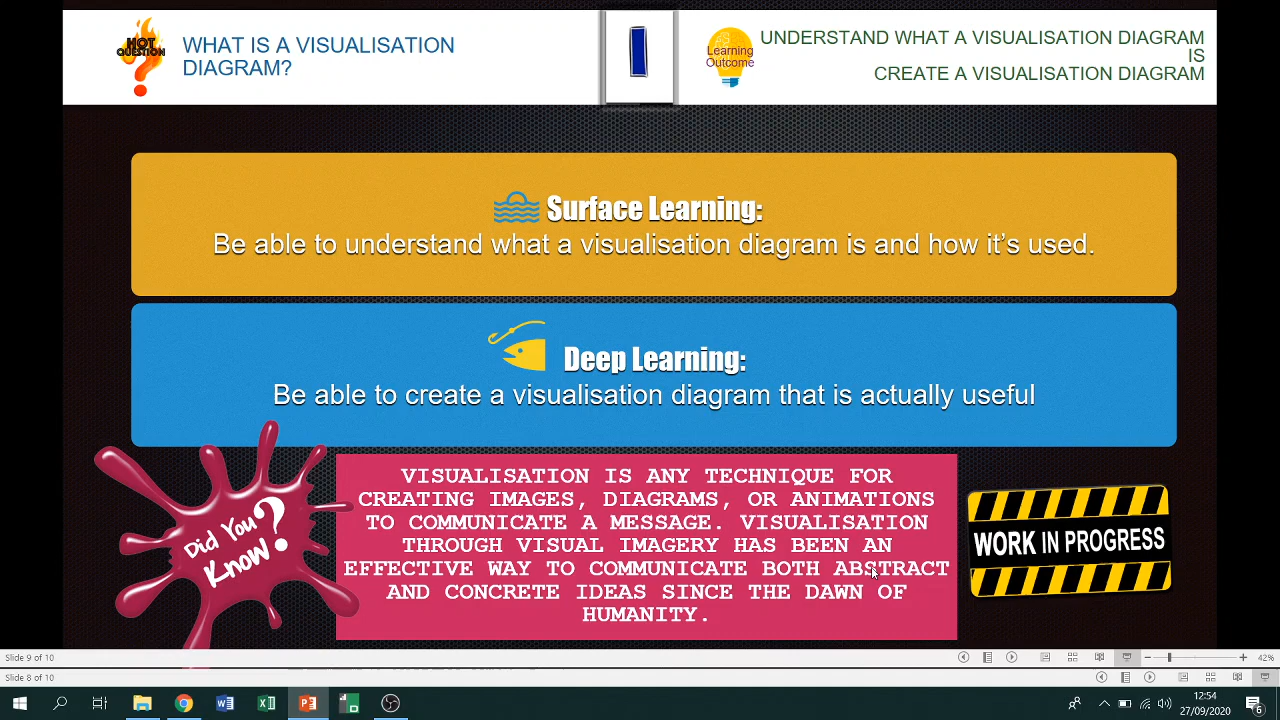 HOT
QUESTION
WHAT IS A VISUALISATION
DIAGRAM?
Learning
Outcome
UNDERSTAND WHAT A VISUALISATION DIAGRAM
IS
CREATE A VISUALISATION DIAGRAM
Surface Learning:
Be able to understand what a visualisation diagram is and how it's used.
Deep Learning:
Be able to create a visualisation diagram that is actually useful
Did You
Know?
VISUALISATION IS ANY TECHNIQUE FOR
CREATING IMAGES, DIAGRAMS, OR ANIMATIONS
TO COMMUNICATE A MESSAGE. VISUALISATION
THROUGH VISUAL IMAGERY HAS BEEN AN
EFFECTIVE WAY TO COMMUNICATE BOTH ABSTRACT
AND CONCRETE IDEAS SINCE THE DAWN OF
HUMANITY.
WORK IN PROGRESS
Slide 9 of 10
42%
Slide 8 of 10
12:54
27/09/2020
6